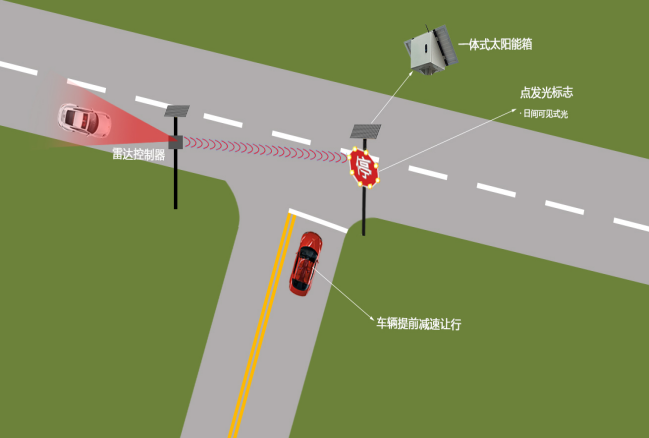 一体式太阳能箱
点发光标志
· 日间可见式光
雷达控制器
停
车辆提前减速让行